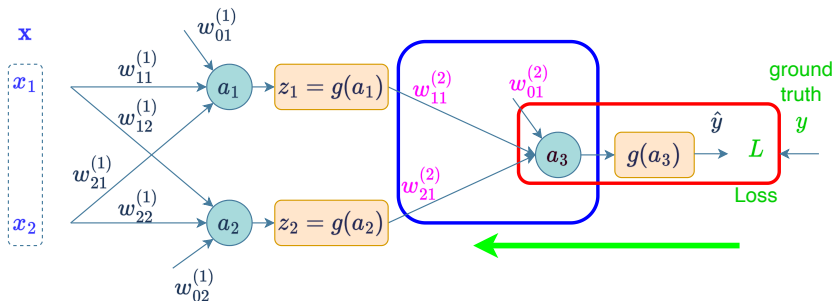 𝐱
x_1
x_2
w_{01}^{(1)}
w_{11}^{(1)}
w_{12}^{(1)}
w_{21}^{(1)}
w_{22}^{(1)}
w_{02}^{(1)}
a_1
a_2
z_1 = g(a_1)
z_2 = g(a_2)
w_{11}^{(2)}
w_{01}^{(2)}
w_{21}^{(2)}
a_3
g(a_3)
ŷ
L
Loss
ground
truth
y